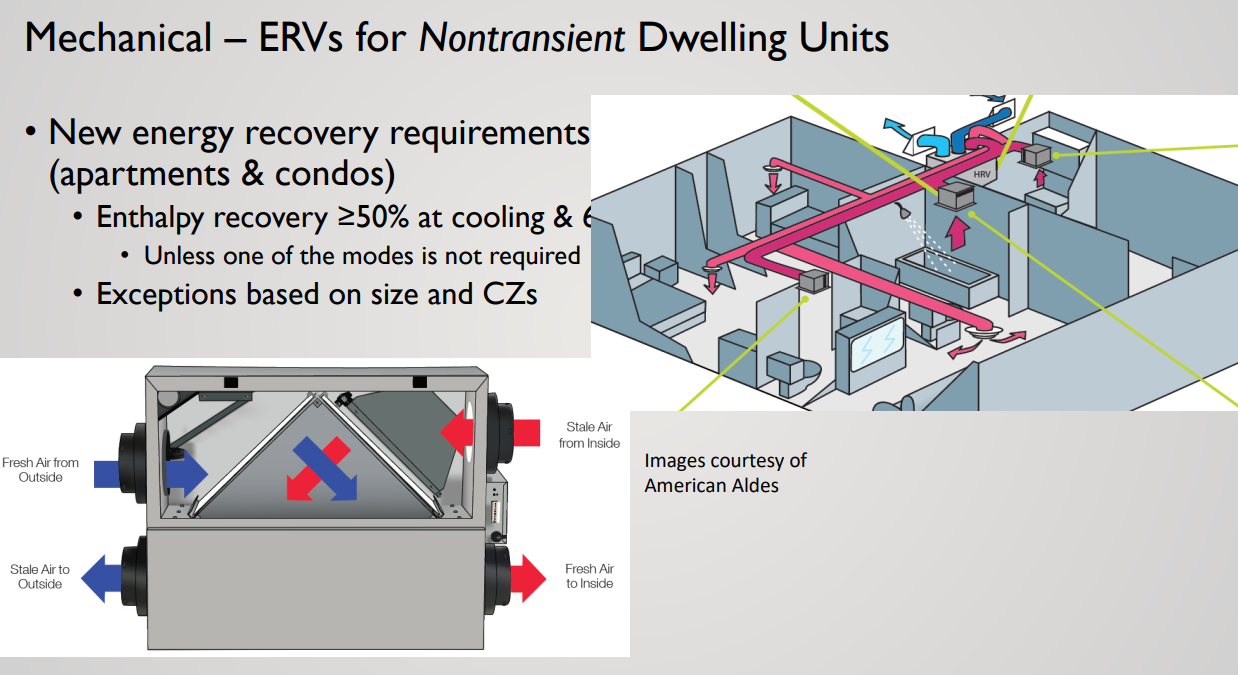 Mechanical – ERVs for Nontransient Dwelling Units
• New energy recovery requirements
(apartments & condos)
• Enthalpy recovery ≥50% at cooling &
• Unless one of the modes is not required
• Exceptions based on size and CZs
HRV
Fresh Air from
Outside
Stale Air
from Inside
Stale Air to
Outside
Fresh Air
to Inside
Images courtesy of
American Aldes